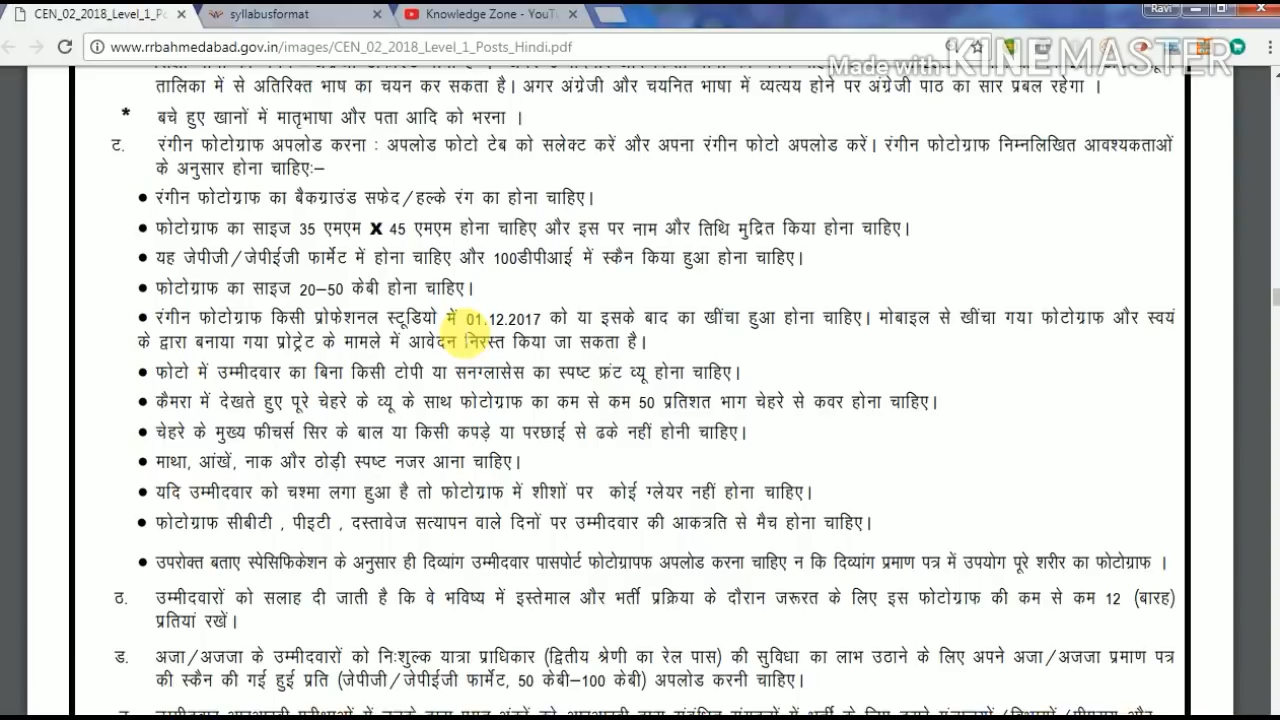 CEN_02_2018_Level_1_Po
syllabusformat
Knowledge Zone - YouT
Ravi
www.rrbahmedabad.gov.in/images/CEN_02_2018_Level_1_Posts_Hindi.pdf
Made with KINEMASTER
तालिका में से अतिरिक्त भाष का चयन कर सकता है। अगर अंग्रेजी और चयनित भाषा में व्यत्यय होने पर अंग्रेजी पाठ का सार प्रबल रहेगा ।
* बचे हुए खानों में मातृभाषा और पता आदि को भरना ।
ट. रंगीन फोटोग्राफ अपलोड करना : अपलोड फोटो टेब को सलेक्ट करें और अपना रंगीन फोटो अपलोड करें। रंगीन फोटोग्राफ निम्नलिखित आवश्यकताओं
के अनुसार होना चाहिए:–
● रंगीन फोटोग्राफ का बैकग्राउंड सफेद/हल्के रंग का होना चाहिए।
● फोटोग्राफ का साइज 35 एमएम X 45 एमएम होना चाहिए और इस पर नाम और तिथि मुद्रित किया होना चाहिए।
● यह जेपीजी/जेपीईजी फार्मेट में होना चाहिए और 100डीपीआई में स्कैन किया हुआ होना चाहिए।
● फोटोग्राफ का साइज 20–50 केबी होना चाहिए।
● रंगीन फोटोग्राफ किसी प्रोफेशनल स्टूडियो में 01.12.2017 को या इसके बाद का खींचा हुआ होना चाहिए। मोबाइल से खींचा गया फोटोग्राफ और स्वयं
के द्वारा बनाया गया प्रोट्रेट के मामले में आवेदन निरस्त किया जा सकता है।
● फोटो में उम्मीदवार का बिना किसी टोपी या सनग्लासेस का स्पष्ट फ्रंट व्यू होना चाहिए।
● कैमरा में देखते हुए पूरे चेहरे के व्यू के साथ फोटोग्राफ का कम से कम 50 प्रतिशत भाग चेहरे से कवर होना चाहिए।
● चेहरे के मुख्य फीचर्स सिर के बाल या किसी कपड़े या परछाई से ढके नहीं होनी चाहिए।
● माथा, आंखें, नाक और ठोड़ी स्पष्ट नजर आना चाहिए।
● यदि उम्मीदवार को चश्मा लगा हुआ है तो फोटोग्राफ में शीशों पर कोई ग्लेयर नहीं होना चाहिए।
● फोटोग्राफ सीबीटी , पीइटी , दस्तावेज सत्यापन वाले दिनों पर उम्मीदवार की आकत्रति से मैच होना चाहिए।
● उपरोक्त बताए स्पेसिफिकेशन के अनुसार ही दिव्यांग उम्मीदवार पासपोर्ट फोटोग्रापफ अपलोड करना चाहिए न कि दिव्यांग प्रमाण पत्र में उपयोग पूरे शरीर का फोटोग्राफ ।
ठ. उम्मीदवारों को सलाह दी जाती है कि वे भविष्य में इस्तेमाल और भर्ती प्रक्रिया के दौरान जरूरत के लिए इस फोटोग्राफ की कम से कम 12 (बारह)
प्रतियां रखें।
ड. अजा/अजजा के उम्मीदवारों को निःशुल्क यात्रा प्राधिकार (द्वितीय श्रेणी का रेल पास) की सुविधा का लाभ उठाने के लिए अपने अजा/अजजा प्रमाण पत्र
की स्कैन की गई हुई प्रति (जेपीजी/जेपीईजी फार्मेट, 50 केबी–100 केबी) अपलोड करनी चाहिए।